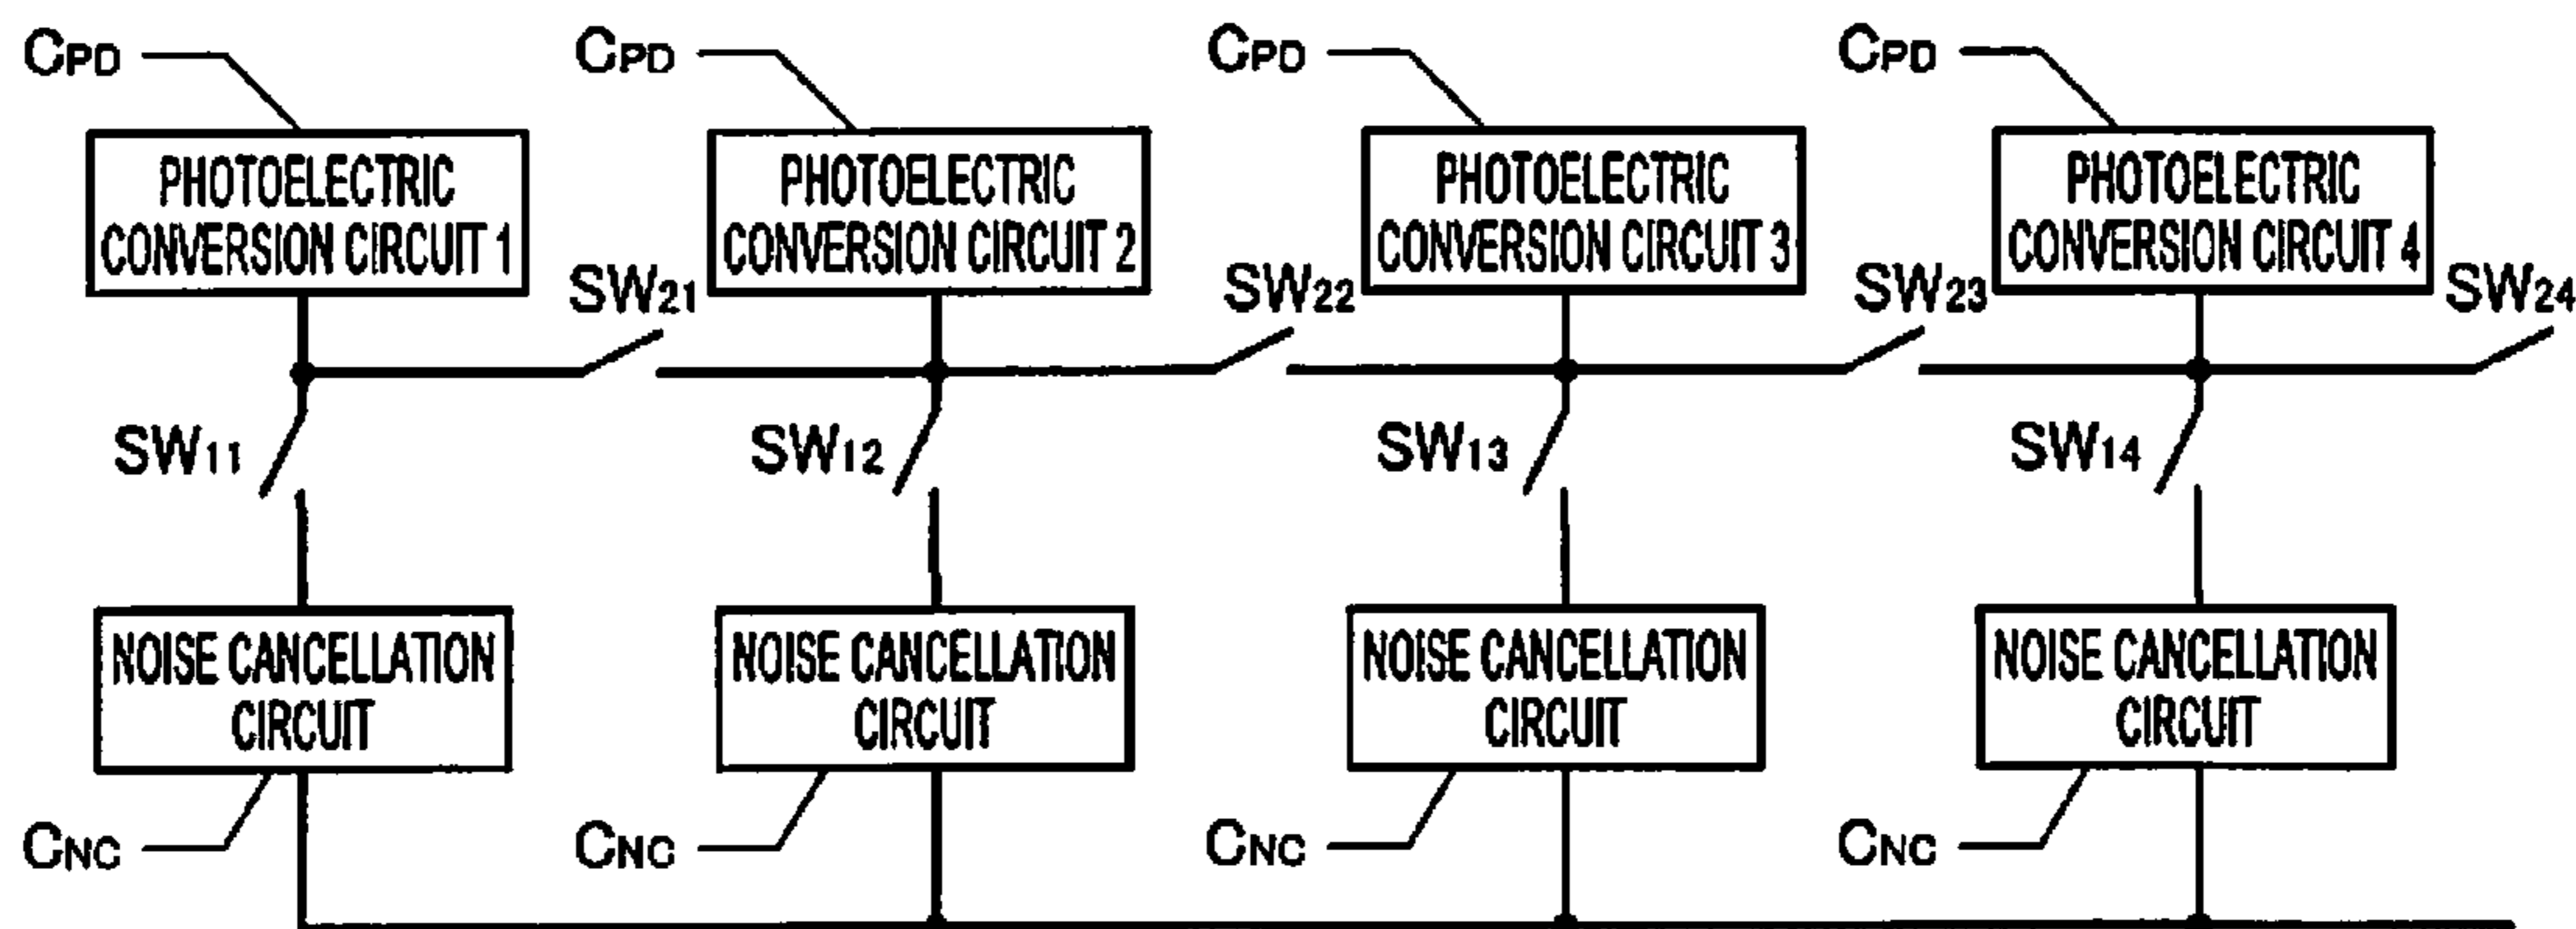 CPD
CPD
CPD
CPD
PHOTOELECTRIC
CONVERSION CIRCUIT 1
PHOTOELECTRIC
CONVERSION CIRCUIT 2
PHOTOELECTRIC
CONVERSION CIRCUIT 3
PHOTOELECTRIC
CONVERSION CIRCUIT 4
SW21
SW22
SW23
SW24
SW11
SW12
SW13
SW14
NOISE CANCELLATION
CIRCUIT
NOISE CANCELLATION
CIRCUIT
NOISE CANCELLATION
CIRCUIT
NOISE CANCELLATION
CIRCUIT
CNC
CNC
CNC
CNC